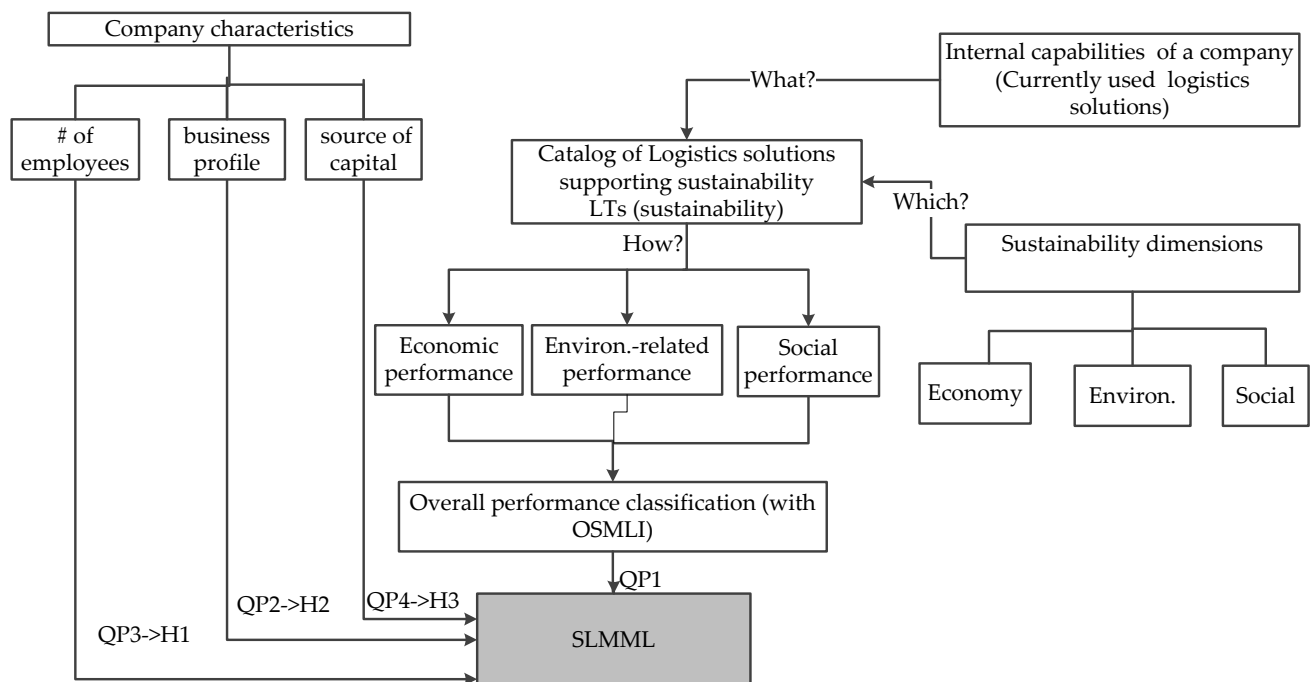 Company characteristics
Internal capabilities of a company
(Currently used logistics
solutions)
What?
# of
employees
business
profile
source of
capital
Catalog of Logistics solutions
supporting sustainability
LTs (sustainability)
Which?
How?
Sustainability dimensions
Economic
performance
Environ.-related
performance
Social
performance
Economy
Environ.
Social
Overall performance classification (with
OSMLI)
QP1
QP2->H2
QP4->H3
QP3->H1
SLMML